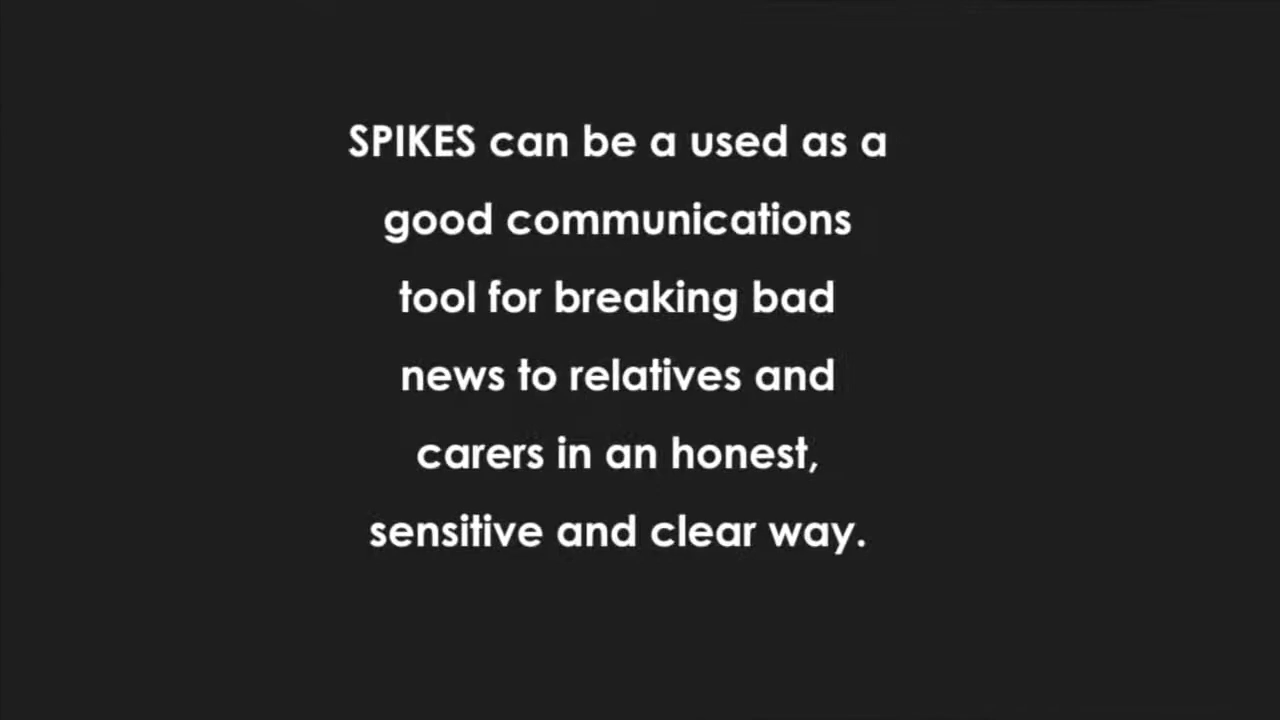 SPIKES can be a used as a
good communications
tool for breaking bad
news to relatives and
carers in an honest,
sensitive and clear way.